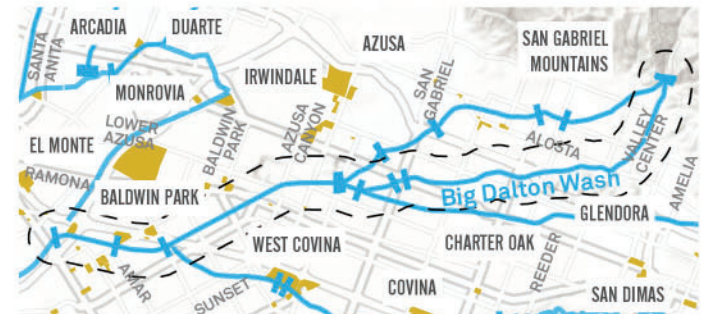 ARCADIA
DUARTE
AZUSA
SAN GABRIEL
MOUNTAINS
SANTA
ANITA
MONROVIA
IRWINDALE
SAN
GABRIEL
EL MONTE
LOWER
AZUSA
BALDWIN
PARK
AZUSA
CANYON
ALOSTA
VALLEY
CENTER
AMELIA
RAMONA
BALDWIN PARK
Big Dalton Wash
GLENDORA
WEST COVINA
CHARTER OAK
AMAR
SUNSET
COVINA
REEDER
SAN DIMAS